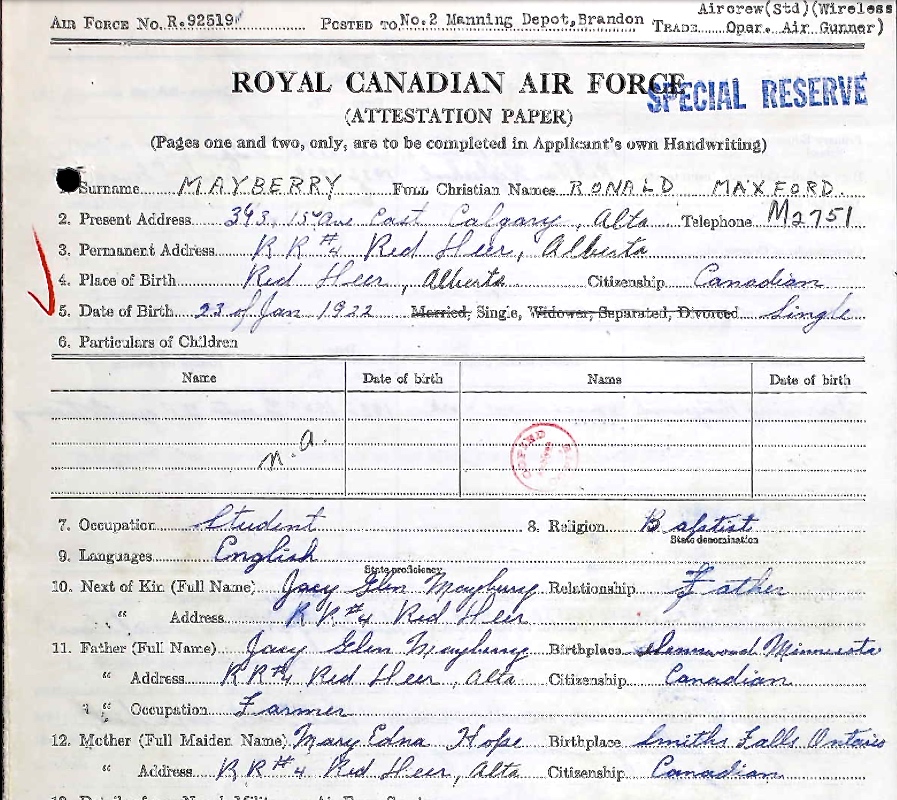 AIR FORCE NO. R.92519 POSTED TO No.2 Manning Depot, Brandon TRADE Aircrew(Std)(Wireless
Oper. Air Gunner)
ROYAL CANADIAN AIR FORCE
SPECIAL RESERVE
(ATTESTATION PAPER)
(Pages one and two, only, are to be completed in Applicant's own Handwriting)
1. Surname MAYBERRY FULL CHRISTIAN NAMES RONALD MAXFORD.
2. Present Address 393, 15th Ave East Calgary, Alta Telephone M2751
3. Permanent Address R R #4 Red Deer, Alberta
4. Place of Birth Red Deer, Alberta Citizenship Canadian
5. Date of Birth 23 of Jan 1922 Married, Single, Widower, Separated, Divorced Single
6. Particulars of Children
Name Date of birth Name Date of birth
n.a.
7. Occupation Student 8. Religion Baptist
State denomination
9. Languages English
State proficiency
10. Next of Kin (Full Name) Glen Mayberry Relationship Father
" Address R R #4 Red Deer
11. Father (Full Name) Glen Mayberry Birthplace Minnesota
" Address R R #4 Red Deer, Alta Citizenship Canadian
" Occupation Farmer
12. Mother (Full Maiden Name) Mary Edna Hope Birthplace Smiths Falls Ontario
" Address R R #4 Red Deer, Alta Citizenship Canadian